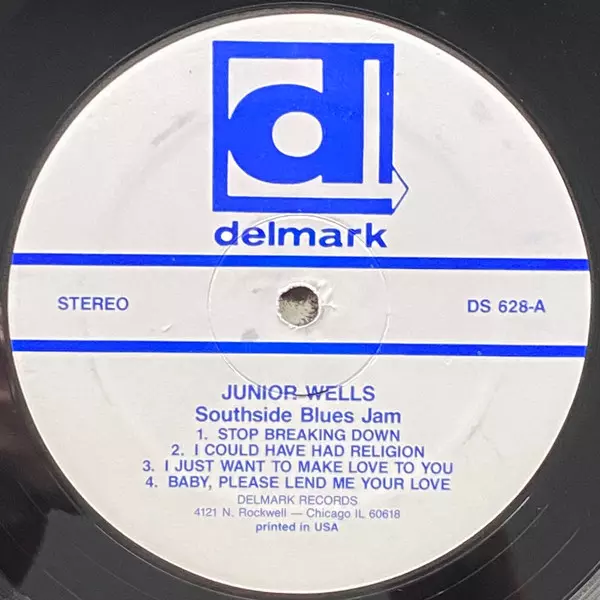 d
delmark
STEREO
DS 628-A
JUNIOR WELLS
Southside Blues Jam
1. STOP BREAKING DOWN
2. I COULD HAVE HAD RELIGION
3. I JUST WANT TO MAKE LOVE TO YOU
4. BABY, PLEASE LEND ME YOUR LOVE
DELMARK RECORDS
4121 N. Rockwell — Chicago IL 60618
printed in USA